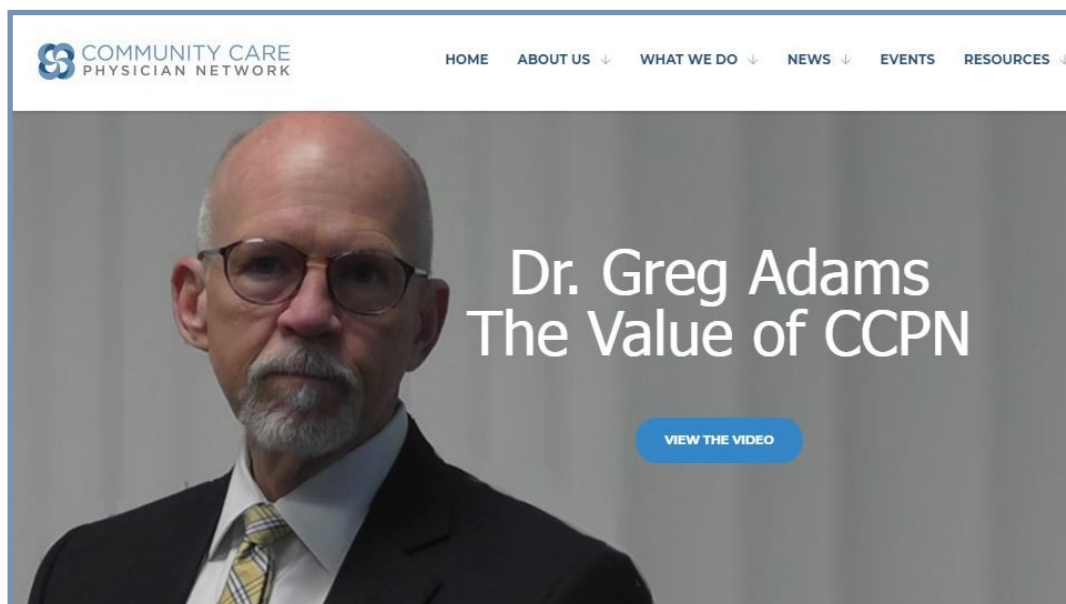 COMMUNITY CARE
PHYSICIAN NETWORK
HOME ABOUT US WHAT WE DO NEWS EVENTS RESOURCES
Dr. Greg Adams
The Value of CCPN
VIEW THE VIDEO